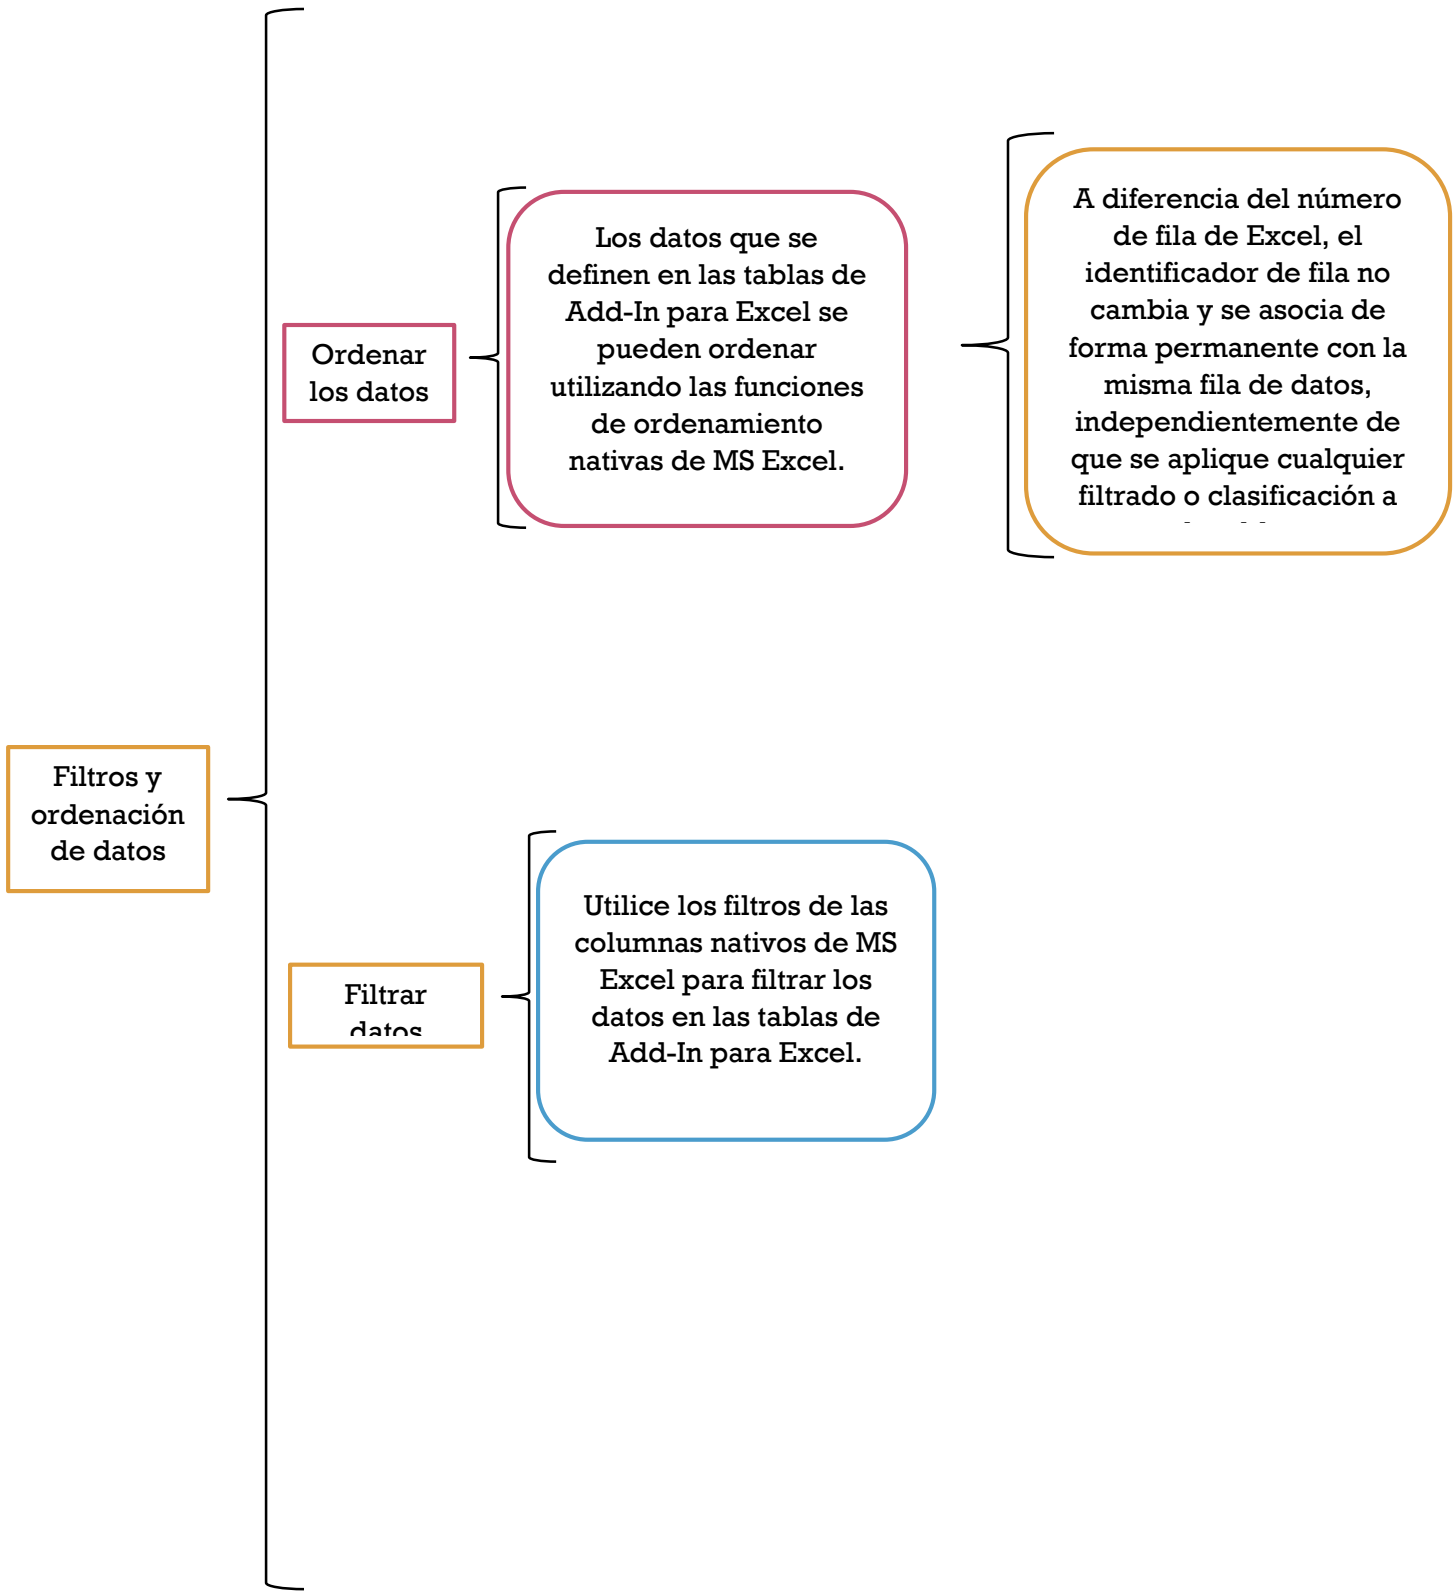 Filtros y
ordenación
de datos
Ordenar
los datos
Los datos que se
definen en las tablas de
Add-In para Excel se
pueden ordenar
utilizando las funciones
de ordenamiento
nativas de MS Excel.
A diferencia del número
de fila de Excel, el
identificador de fila no
cambia y se asocia de
forma permanente con la
misma fila de datos,
independientemente de
que se aplique cualquier
filtrado o clasificación a
Filtrar
datos
Utilice los filtros de las
columnas nativos de MS
Excel para filtrar los
datos en las tablas de
Add-In para Excel.